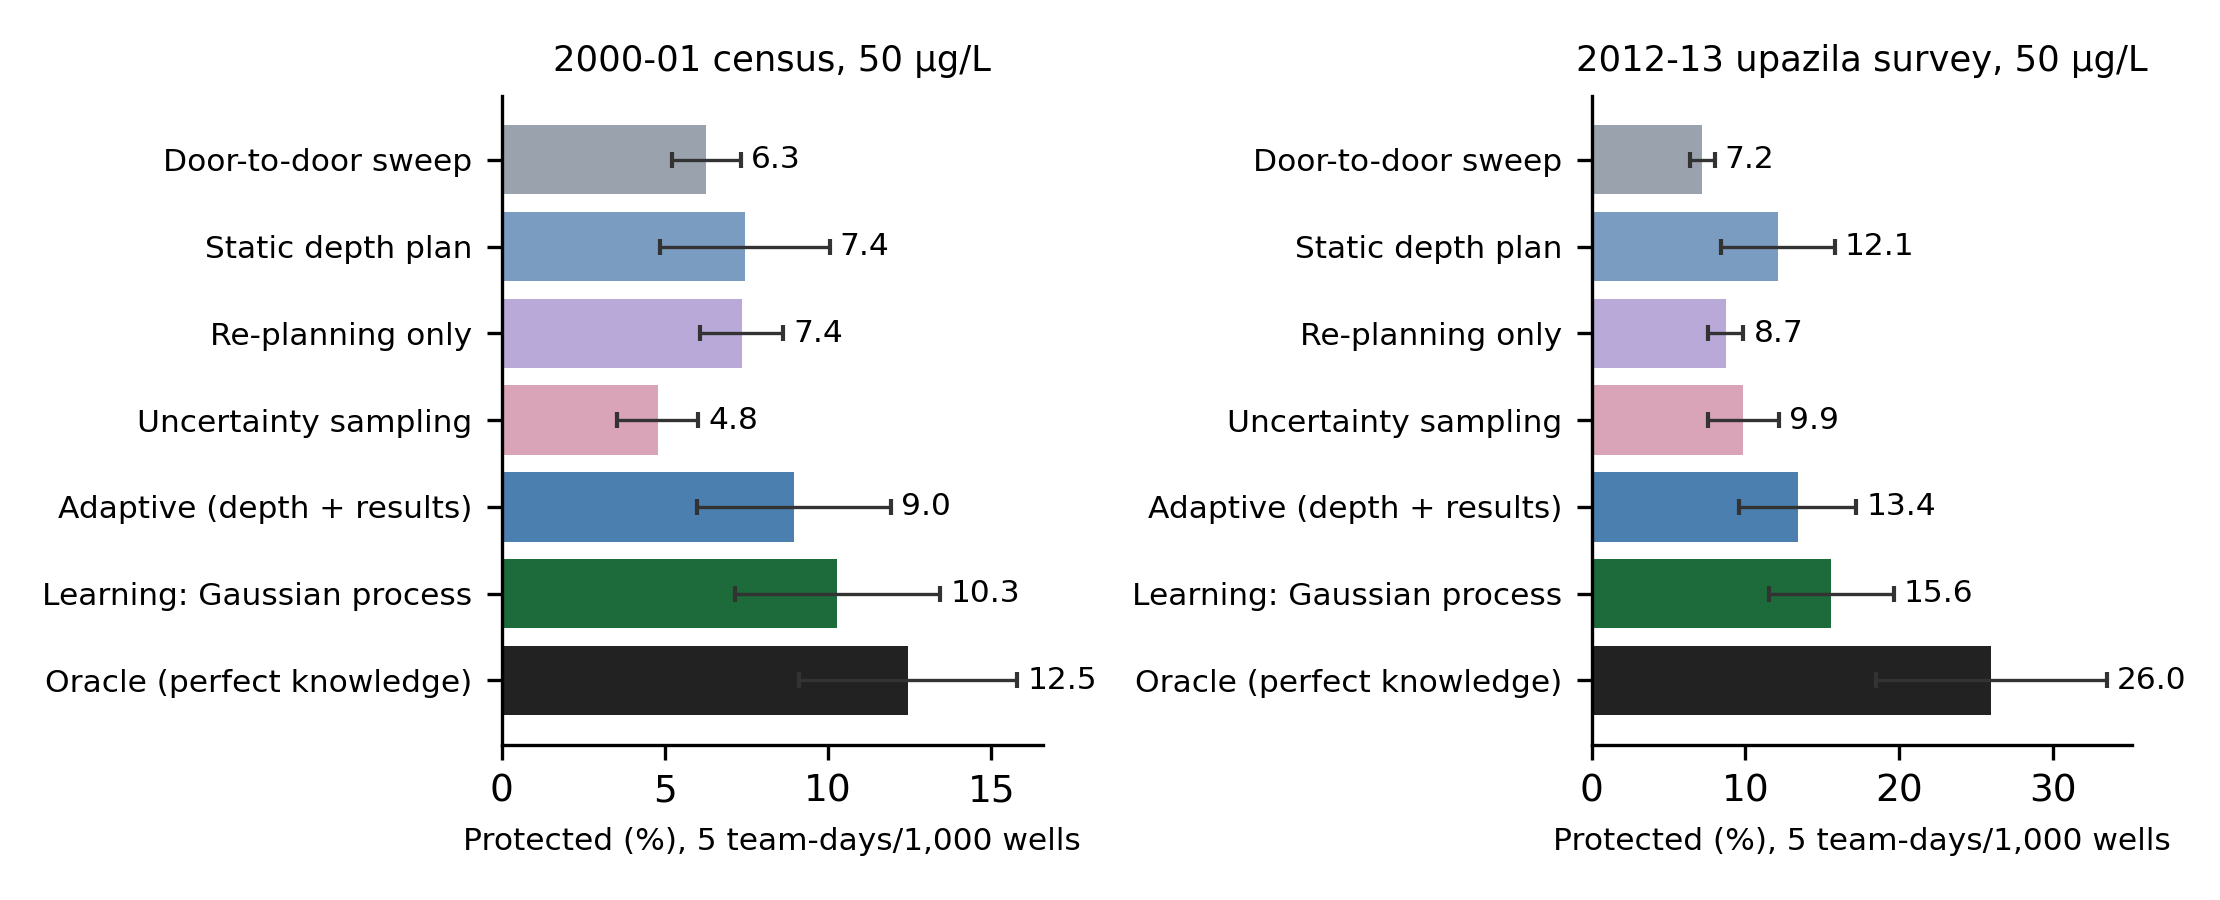 2000-01 census, 50 µg/L
Door-to-door sweep
6.3
Static depth plan
7.4
Re-planning only
7.4
Uncertainty sampling
4.8
Adaptive (depth + results)
9.0
Learning: Gaussian process
10.3
Oracle (perfect knowledge)
12.5
0 5 10 15
Protected (%), 5 team-days/1,000 wells
2012-13 upazila survey, 50 µg/L
Door-to-door sweep
7.2
Static depth plan
12.1
Re-planning only
8.7
Uncertainty sampling
9.9
Adaptive (depth + results)
13.4
Learning: Gaussian process
15.6
Oracle (perfect knowledge)
26.0
0 10 20 30
Protected (%), 5 team-days/1,000 wells